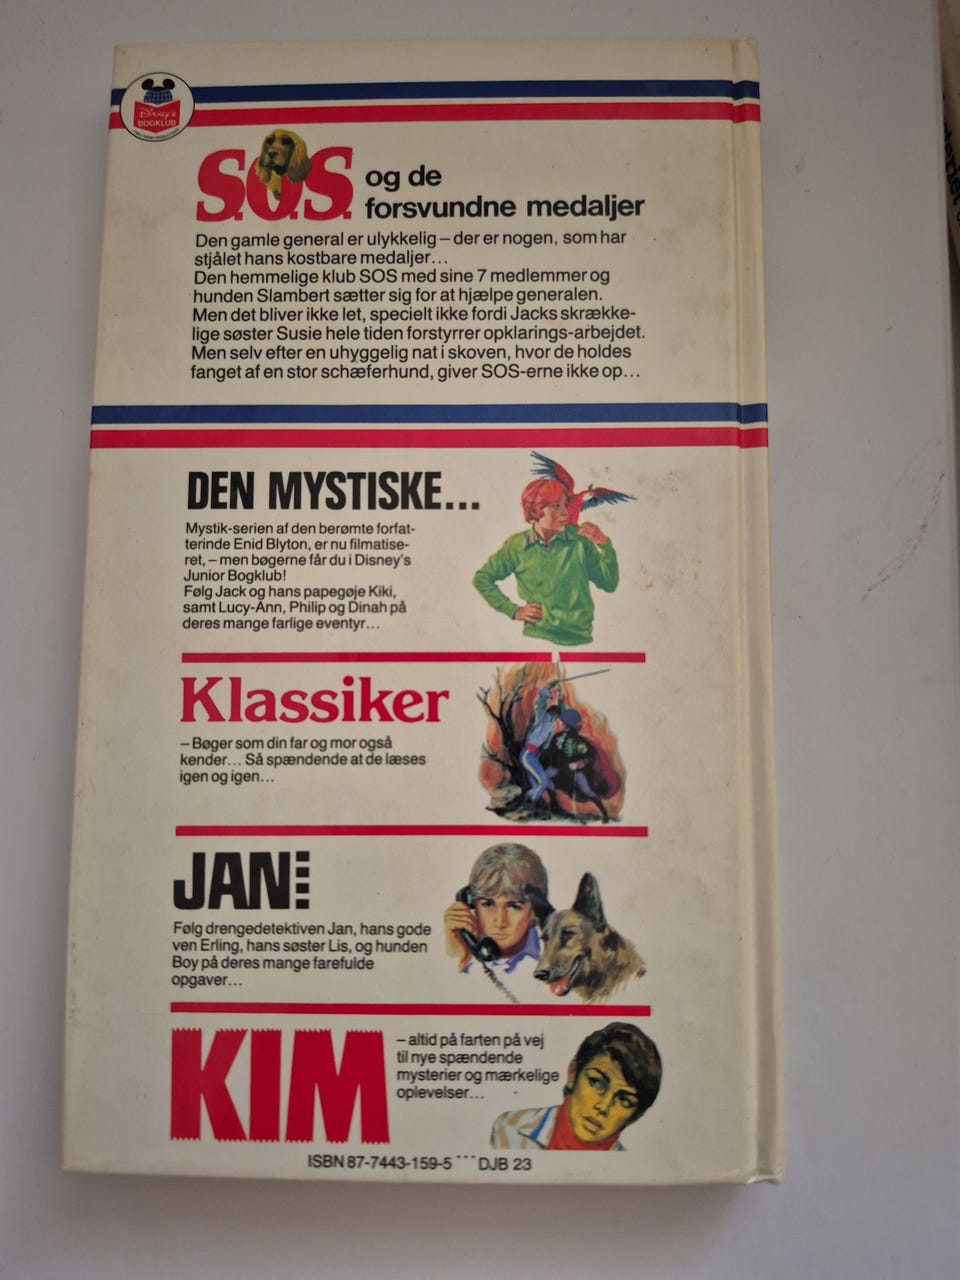 Disney's
BOGKLUB
S.O.S. og de
forsvundne medaljer
Den gamle general er ulykkelig – der er nogen, som har
stjålet hans kostbare medaljer...
Den hemmelige klub SOS med sine 7 medlemmer og
hunden Slambert sætter sig for at hjælpe generalen.
Men det bliver ikke let, specielt ikke fordi Jacks skrække-
lige søster Susie hele tiden forstyrrer opklarings-arbejdet.
Men selv efter en uhyggelig nat i skoven, hvor de holdes
fanget af en stor schæferhund, giver SOS-erne ikke op...
DEN MYSTISKE...
Mystik-serien af den berømte forfat-
terinde Enid Blyton, er nu filmatise-
ret, – men bøgerne får du i Disney's
Junior Bogklub!
Følg Jack og hans papegøje Kiki,
samt Lucy-Ann, Philip og Dinah på
deres mange farlige eventyr...
Klassiker
– Bøger som din far og mor også
kender... Så spændende at de læses
igen og igen...
JAN
Følg drengedetektiven Jan, hans gode
ven Erling, hans søster Lis, og hunden
Boy på deres mange farefulde
opgaver...
KIM
– altid på farten på vej
til nye spændende
mysterier og mærkelige
oplevelser...
ISBN 87-7443-159-5 --- DJB 23